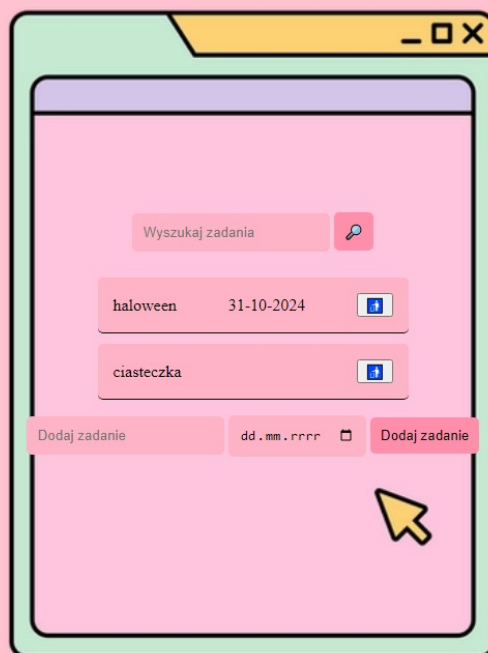 Wyszukaj zadania
haloween 31-10-2024
ciasteczka
Dodaj zadanie dd.mm.rrrr Dodaj zadanie